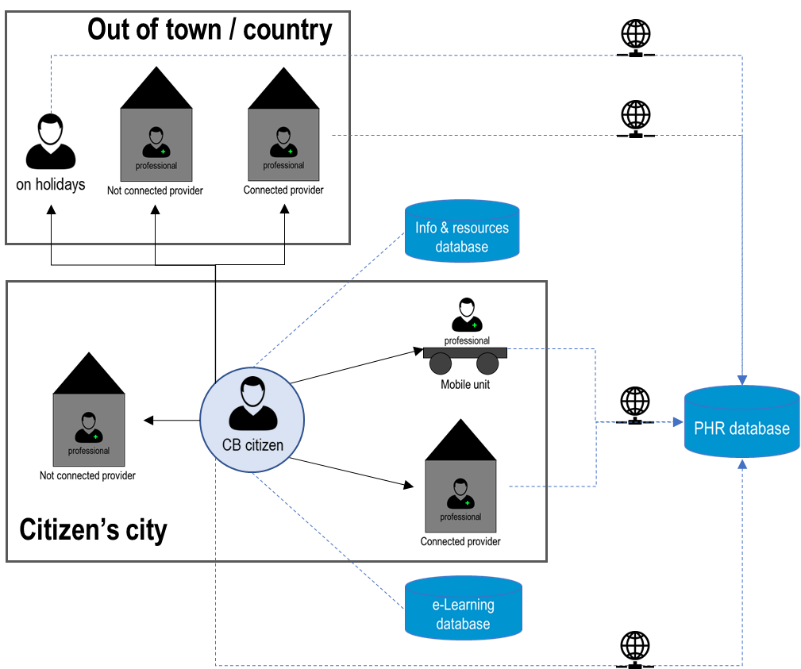 Out of town / country
professional
professional
on holidays
Not connected provider
Connected provider
Info & resources
database
professional
Mobile unit
CB citizen
PHR database
professional
Not connected provider
professional
Connected provider
Citizen's city
e-Learning
database